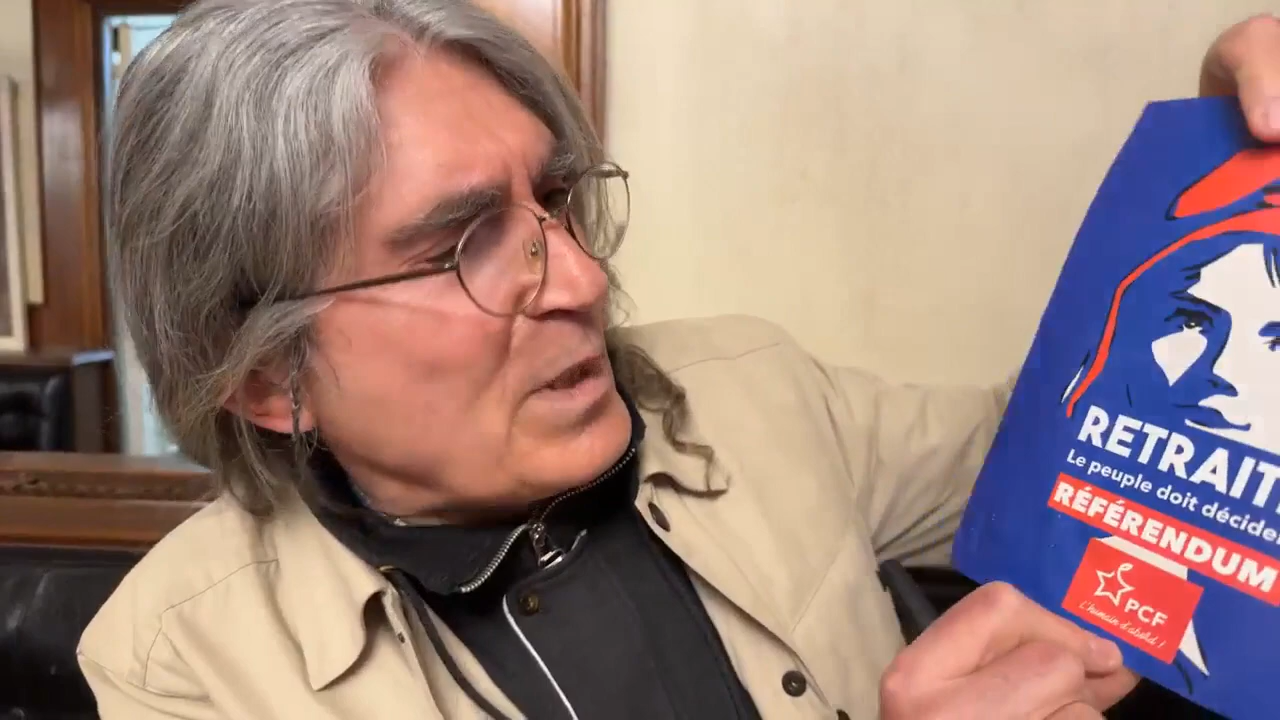 RETRAIT
Le peuple doit décider
RÉFÉRENDUM
PCF
L'humain d'abord !